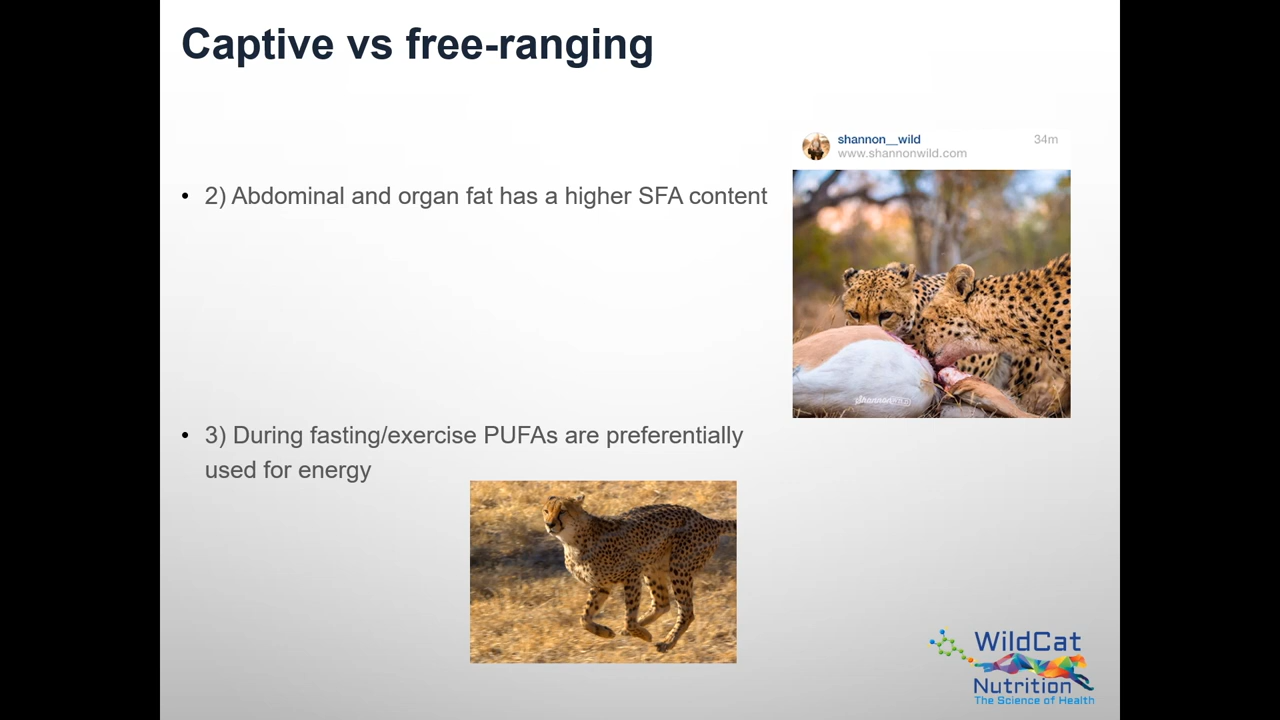 Captive vs free-ranging
shannon__wild
34m
www.shannonwild.com
• 2) Abdominal and organ fat has a higher SFA content
• 3) During fasting/exercise PUFAs are preferentially
used for energy
WildCat
Nutrition
The Science of Health